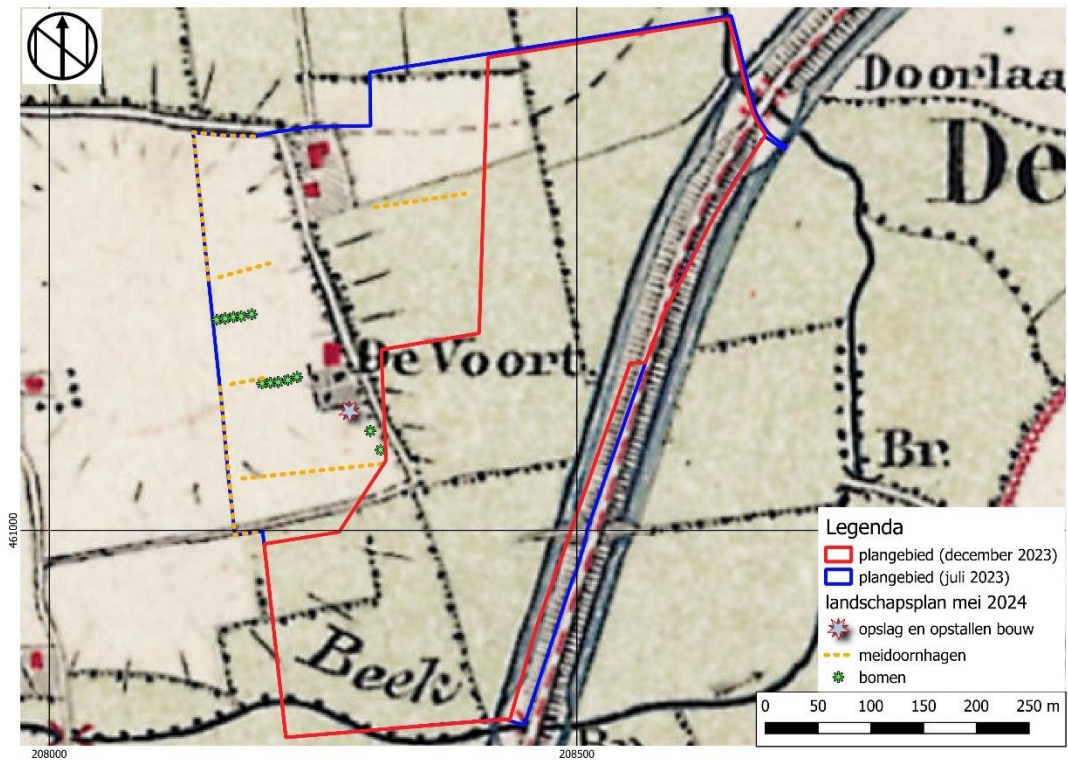 Doorlaa
De
De Voort.
Br.
Beek
461000
Legenda
plangebied (december 2023)
plangebied (juli 2023)
landschapsplan mei 2024
opslag en opstallen bouw
meidoornhagen
bomen
0 50 100 150 200 250 m
208000
208500